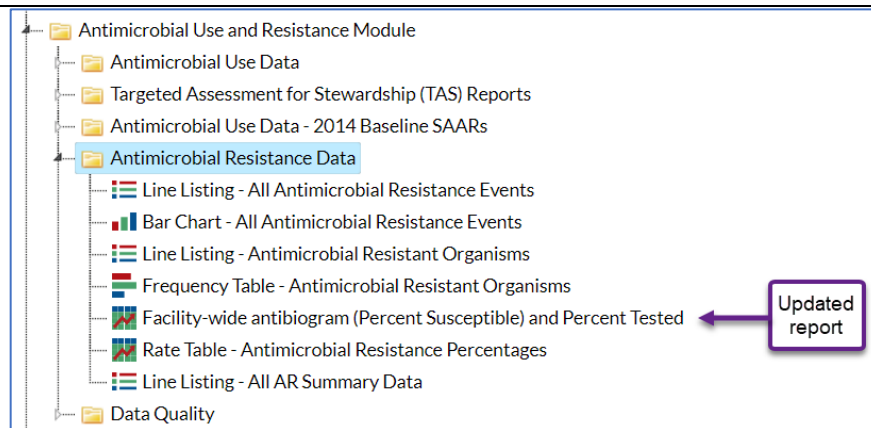 Antimicrobial Use and Resistance Module
Antimicrobial Use Data
Targeted Assessment for Stewardship (TAS) Reports
Antimicrobial Use Data - 2014 Baseline SAARs
Antimicrobial Resistance Data
Line Listing - All Antimicrobial Resistance Events
Bar Chart - All Antimicrobial Resistance Events
Line Listing - Antimicrobial Resistant Organisms
Frequency Table - Antimicrobial Resistant Organisms
Facility-wide antibiogram (Percent Susceptible) and Percent Tested
Updated
report
Rate Table - Antimicrobial Resistance Percentages
Line Listing - All AR Summary Data
Data Quality